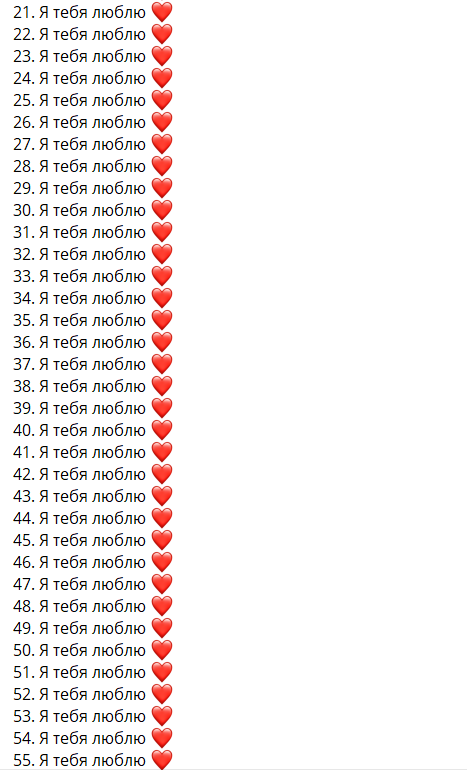 21. Я тебя люблю ❤️
22. Я тебя люблю ❤️
23. Я тебя люблю ❤️
24. Я тебя люблю ❤️
25. Я тебя люблю ❤️
26. Я тебя люблю ❤️
27. Я тебя люблю ❤️
28. Я тебя люблю ❤️
29. Я тебя люблю ❤️
30. Я тебя люблю ❤️
31. Я тебя люблю ❤️
32. Я тебя люблю ❤️
33. Я тебя люблю ❤️
34. Я тебя люблю ❤️
35. Я тебя люблю ❤️
36. Я тебя люблю ❤️
37. Я тебя люблю ❤️
38. Я тебя люблю ❤️
39. Я тебя люблю ❤️
40. Я тебя люблю ❤️
41. Я тебя люблю ❤️
42. Я тебя люблю ❤️
43. Я тебя люблю ❤️
44. Я тебя люблю ❤️
45. Я тебя люблю ❤️
46. Я тебя люблю ❤️
47. Я тебя люблю ❤️
48. Я тебя люблю ❤️
49. Я тебя люблю ❤️
50. Я тебя люблю ❤️
51. Я тебя люблю ❤️
52. Я тебя люблю ❤️
53. Я тебя люблю ❤️
54. Я тебя люблю ❤️
55. Я тебя люблю ❤️